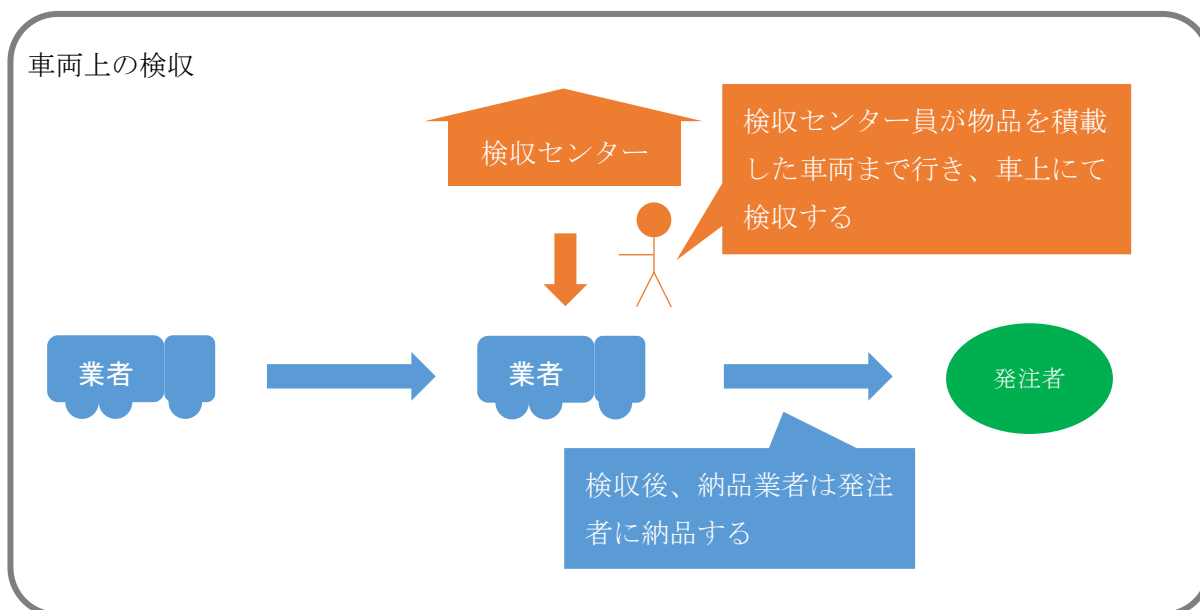 車両上の検収
検収センター
検収センター員が物品を積載
した車両まで行き、車上にて
検収する
業者
業者
発注者
検収後、納品業者は発注
者に納品する